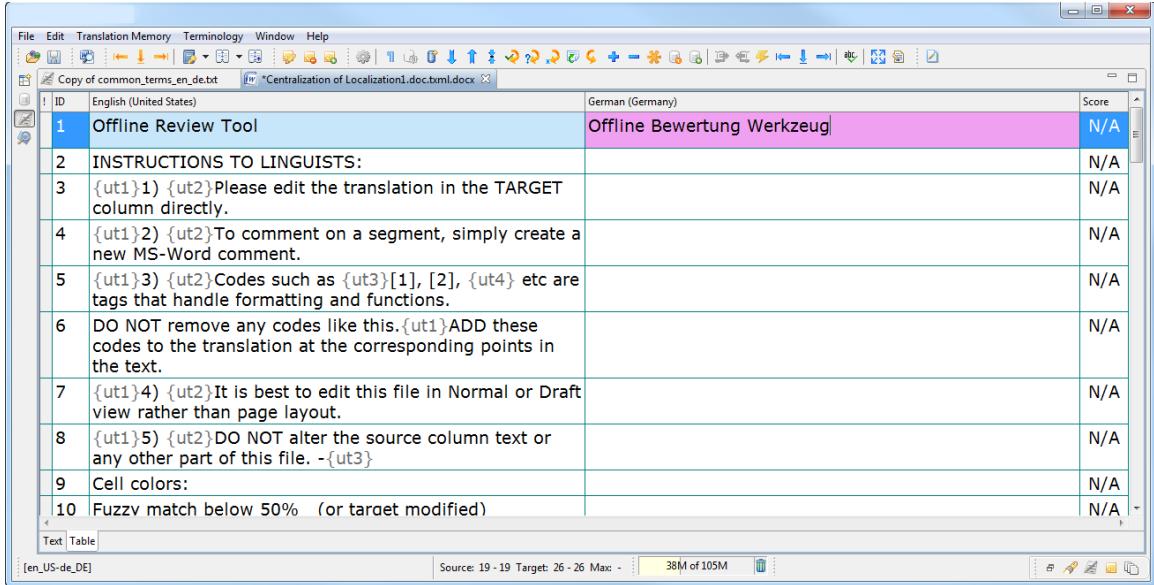 File Edit Translation Memory Terminology Window Help
Copy of common_terms_en_de.txt *Centralization of Localization1.doc.txml.docx
! ID English (United States) German (Germany) Score
1 Offline Review Tool Offline Bewertung Werkzeug N/A
2 INSTRUCTIONS TO LINGUISTS: N/A
3 {ut1}1) {ut2}Please edit the translation in the TARGET N/A
column directly.
4 {ut1}2) {ut2}To comment on a segment, simply create a N/A
new MS-Word comment.
5 {ut1}3) {ut2}Codes such as {ut3}[1], [2], {ut4} etc are N/A
tags that handle formatting and functions.
6 DO NOT remove any codes like this.{ut1}ADD these N/A
codes to the translation at the corresponding points in
the text.
7 {ut1}4) {ut2}It is best to edit this file in Normal or Draft N/A
view rather than page layout.
8 {ut1}5) {ut2}DO NOT alter the source column text or N/A
any other part of this file. -{ut3}
9 Cell colors: N/A
10 Fuzzy match below 50% (or target modified) N/A
Text Table
[en_US-de_DE] Source: 19 - 19 Target: 26 - 26 Max: - 38M of 105M